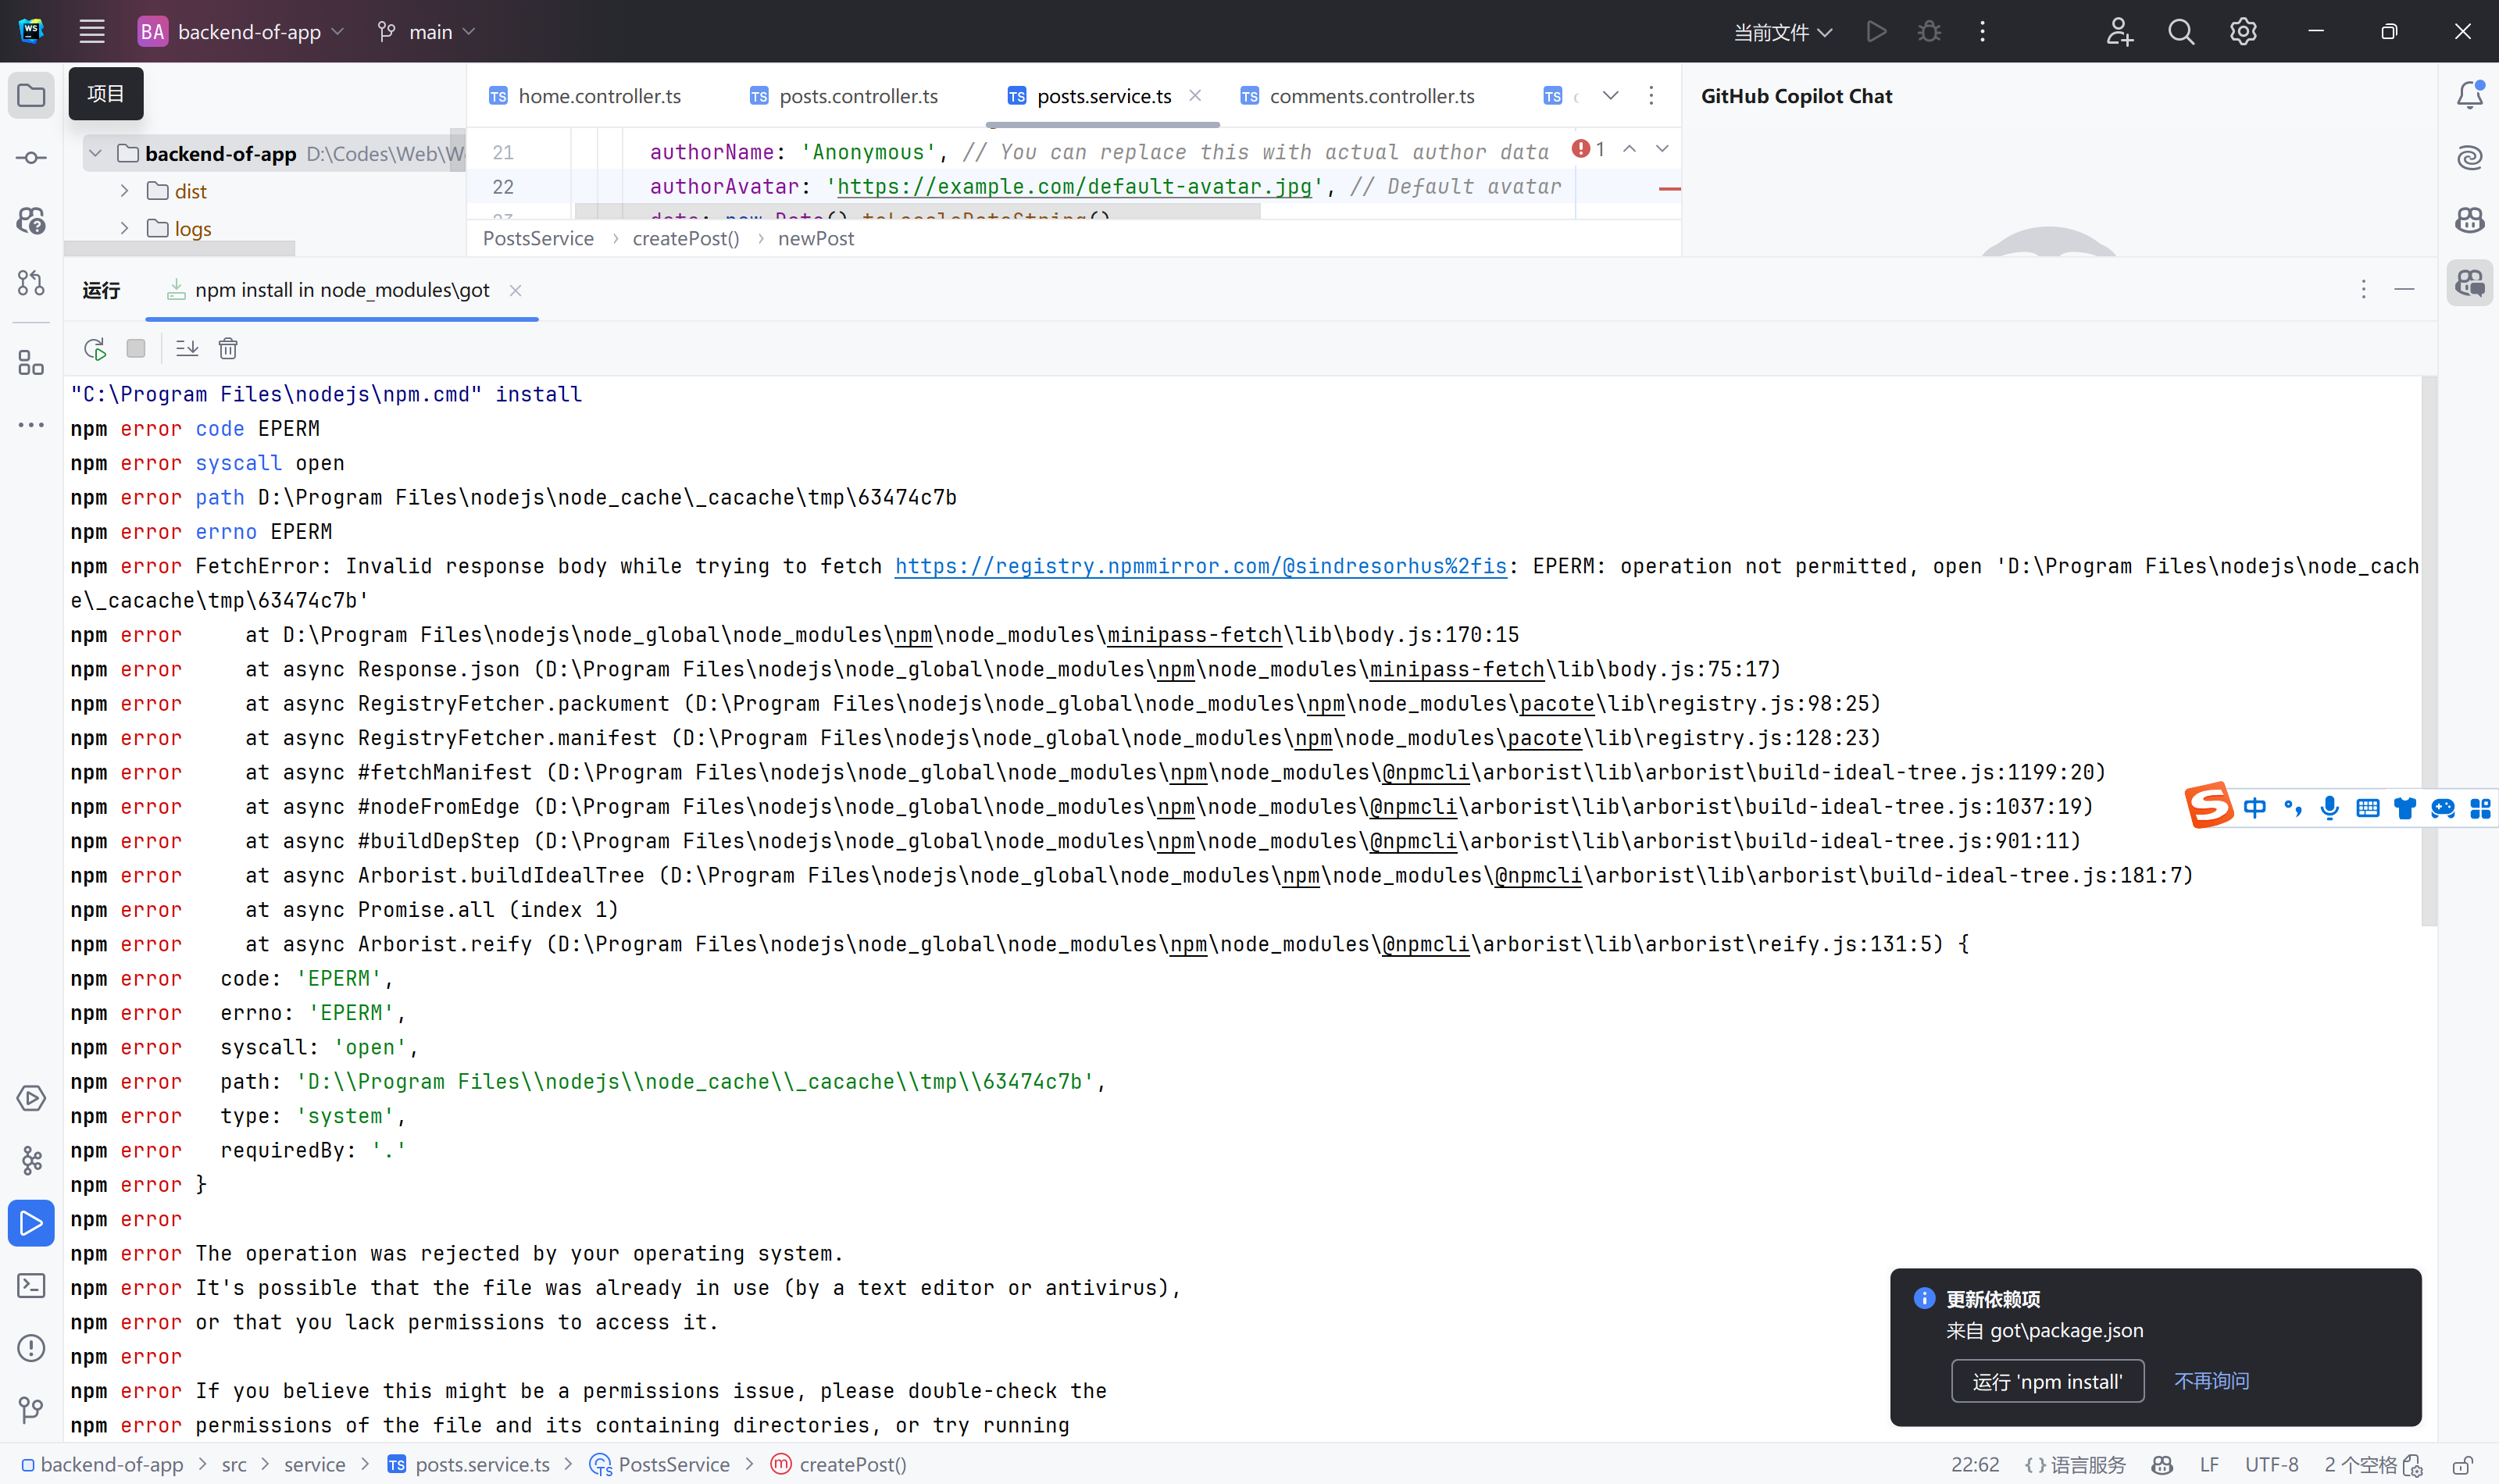 BA backend-of-app main 当前文件
项目
home.controller.ts posts.controller.ts posts.service.ts comments.controller.ts
GitHub Copilot Chat
backend-of-app D:\Codes\Web\W
dist
logs
21 authorName: 'Anonymous', // You can replace this with actual author data
1
22 authorAvatar: 'https://example.com/default-avatar.jpg', // Default avatar
23 date: new Date().toLocaleDateString()
PostsService › createPost() › newPost
运行 npm install in node_modules\got
"C:\Program Files\nodejs\npm.cmd" install
npm error code EPERM
npm error syscall open
npm error path D:\Program Files\nodejs\node_cache\_cacache\tmp\63474c7b
npm error errno EPERM
npm error FetchError: Invalid response body while trying to fetch https://registry.npmmirror.com/@sindresorhus%2fis: EPERM: operation not permitted, open 'D:\Program Files\nodejs\node_cach
e\_cacache\tmp\63474c7b'
npm error     at D:\Program Files\nodejs\node_global\node_modules\npm\node_modules\minipass-fetch\lib\body.js:170:15
npm error     at async Response.json (D:\Program Files\nodejs\node_global\node_modules\npm\node_modules\minipass-fetch\lib\body.js:75:17)
npm error     at async RegistryFetcher.packument (D:\Program Files\nodejs\node_global\node_modules\npm\node_modules\pacote\lib\registry.js:98:25)
npm error     at async RegistryFetcher.manifest (D:\Program Files\nodejs\node_global\node_modules\npm\node_modules\pacote\lib\registry.js:128:23)
npm error     at async #fetchManifest (D:\Program Files\nodejs\node_global\node_modules\npm\node_modules\@npmcli\arborist\lib\arborist\build-ideal-tree.js:1199:20)
npm error     at async #nodeFromEdge (D:\Program Files\nodejs\node_global\node_modules\npm\node_modules\@npmcli\arborist\lib\arborist\build-ideal-tree.js:1037:19)
npm error     at async #buildDepStep (D:\Program Files\nodejs\node_global\node_modules\npm\node_modules\@npmcli\arborist\lib\arborist\build-ideal-tree.js:901:11)
npm error     at async Arborist.buildIdealTree (D:\Program Files\nodejs\node_global\node_modules\npm\node_modules\@npmcli\arborist\lib\arborist\build-ideal-tree.js:181:7)
npm error     at async Promise.all (index 1)
npm error     at async Arborist.reify (D:\Program Files\nodejs\node_global\node_modules\npm\node_modules\@npmcli\arborist\lib\arborist\reify.js:131:5) {
npm error   code: 'EPERM',
npm error   errno: 'EPERM',
npm error   syscall: 'open',
npm error   path: 'D:\\Program Files\\nodejs\\node_cache\\_cacache\\tmp\\63474c7b',
npm error   type: 'system',
npm error   requiredBy: '.'
npm error }
npm error
npm error The operation was rejected by your operating system.
npm error It's possible that the file was already in use (by a text editor or antivirus),
npm error or that you lack permissions to access it.
npm error
npm error If you believe this might be a permissions issue, please double-check the
npm error permissions of the file and its containing directories, or try running
中
更新依赖项
来自 got\package.json
运行 'npm install' 不再询问
backend-of-app > src > service > posts.service.ts > PostsService > createPost() 22:62 {} 语言服务 LF UTF-8 2 个空格